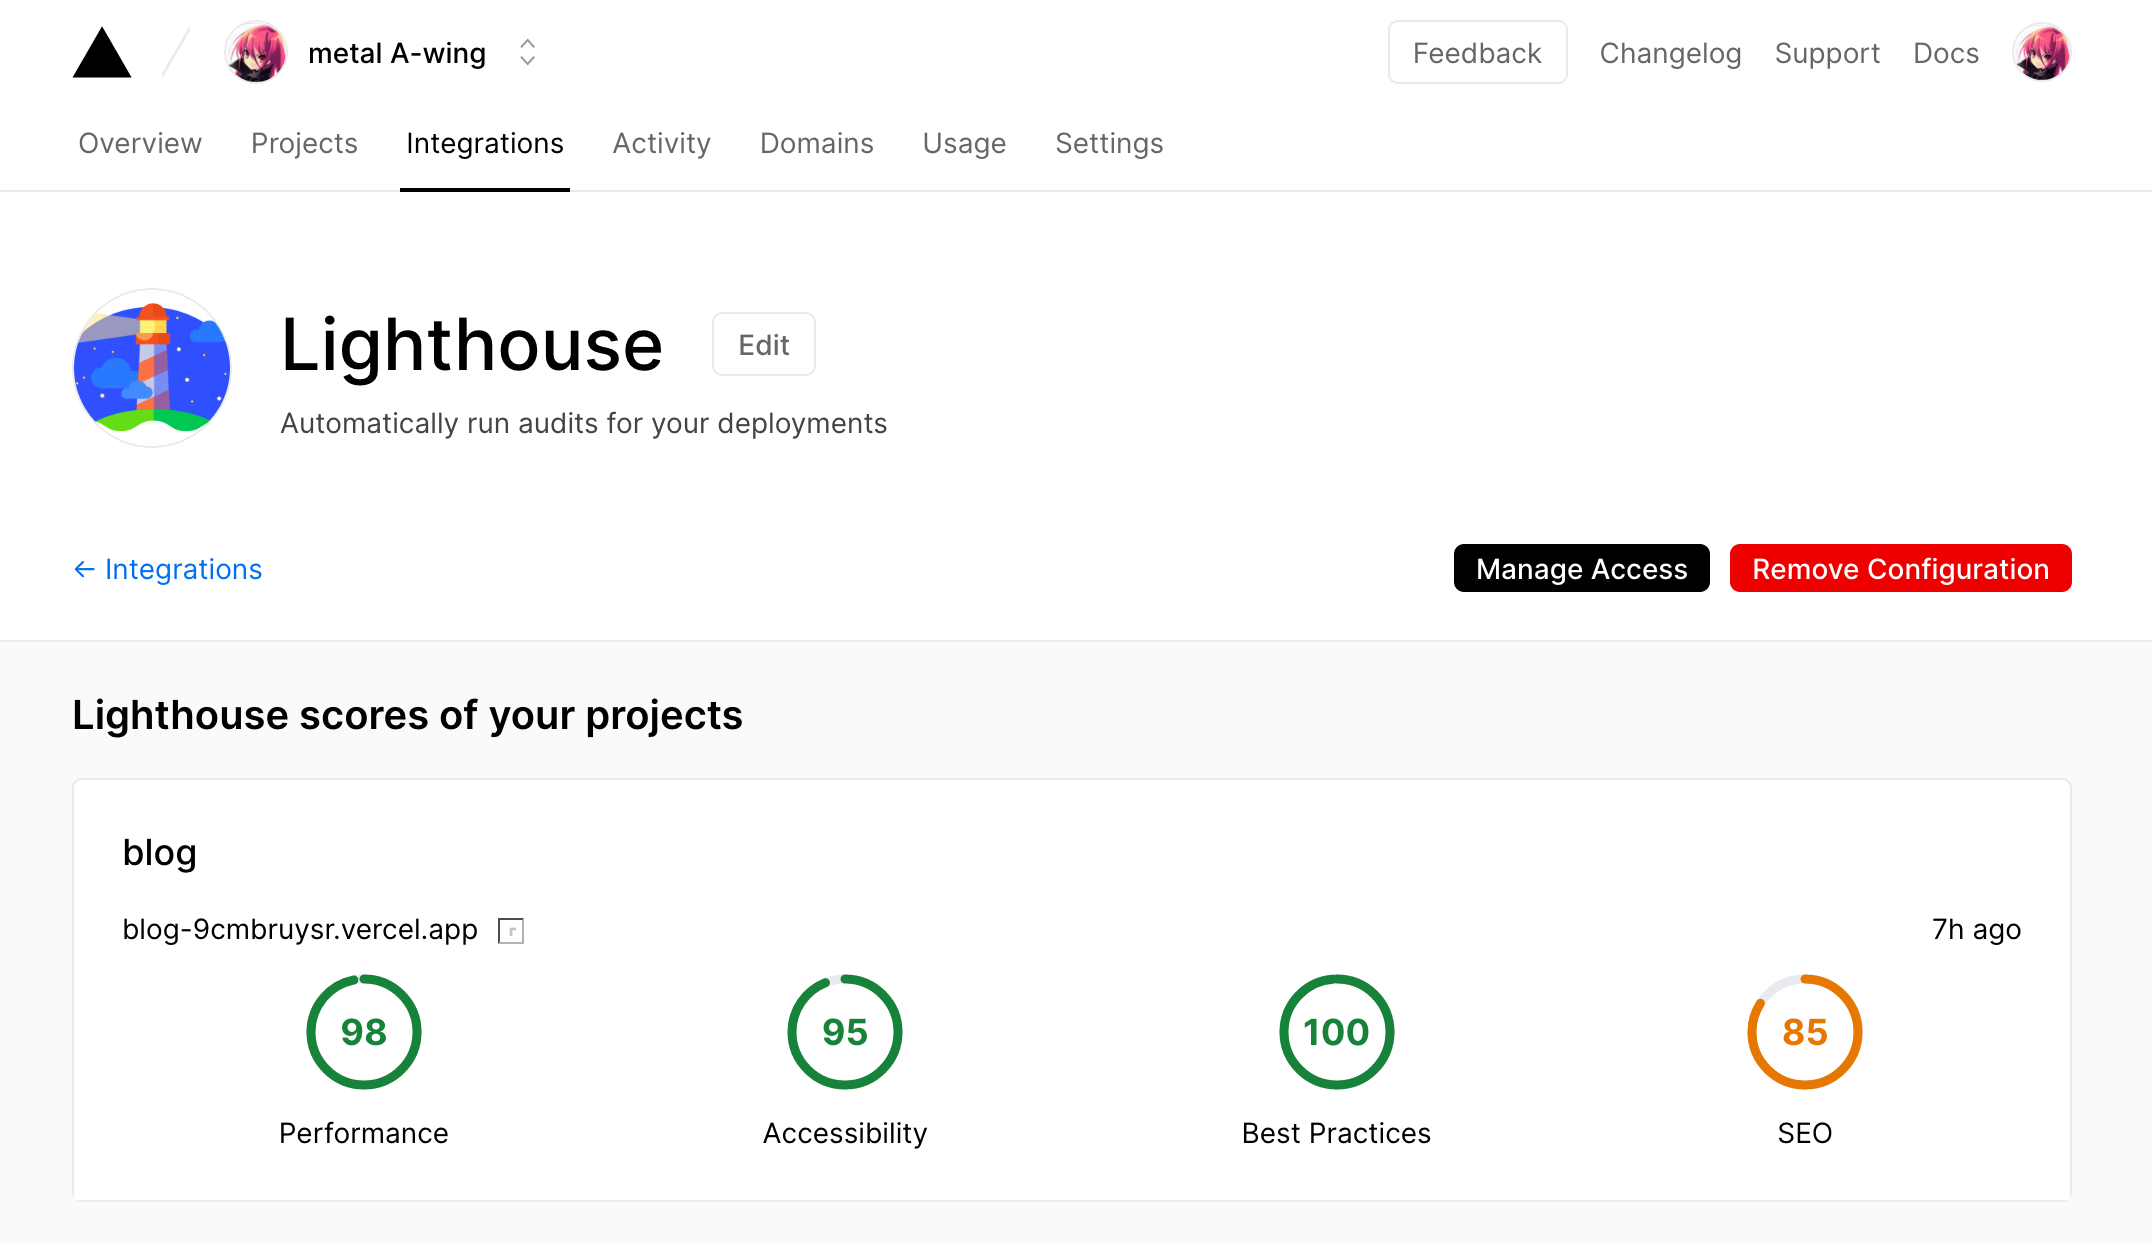 metal A-wing
Feedback Changelog Support Docs
Overview Projects Integrations Activity Domains Usage Settings
Lighthouse Edit
Automatically run audits for your deployments
← Integrations Manage Access Remove Configuration
Lighthouse scores of your projects
blog
blog-9cmbruysr.vercel.app 7h ago
98 95 100 85
Performance Accessibility Best Practices SEO